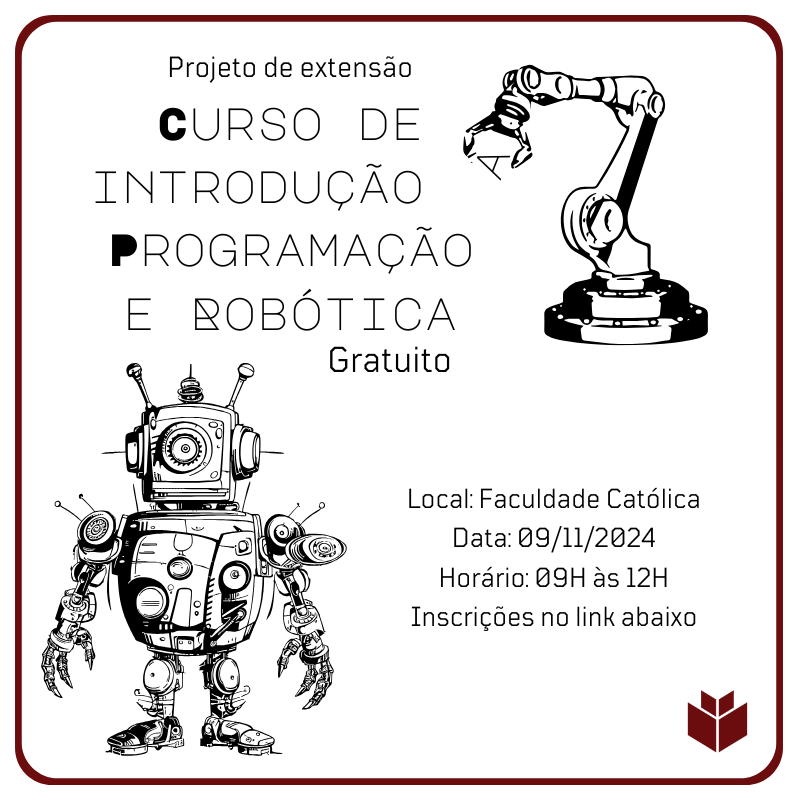 Projeto de extensão
CURSO DE
INTRODUÇÃO
À
PROGRAMAÇÃO
E ROBÓTICA
Gratuito
Local: Faculdade Católica
Data: 09/11/2024
Horário: 09H às 12H
Inscrições no link abaixo